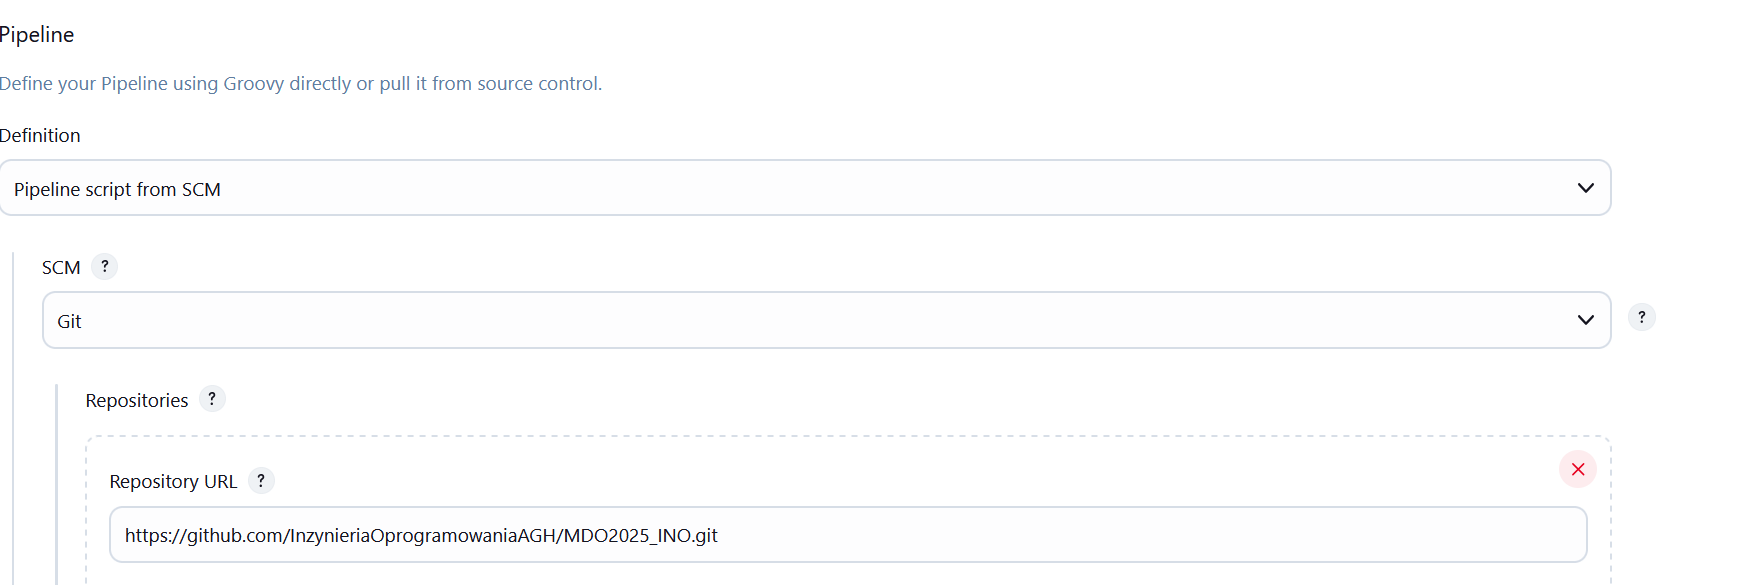 Pipeline
Define your Pipeline using Groovy directly or pull it from source control.
Definition
Pipeline script from SCM
SCM ?
Git
?
Repositories ?
Repository URL ?
https://github.com/InzynieriaOprogramowaniaAGH/MDO2025_INO.git